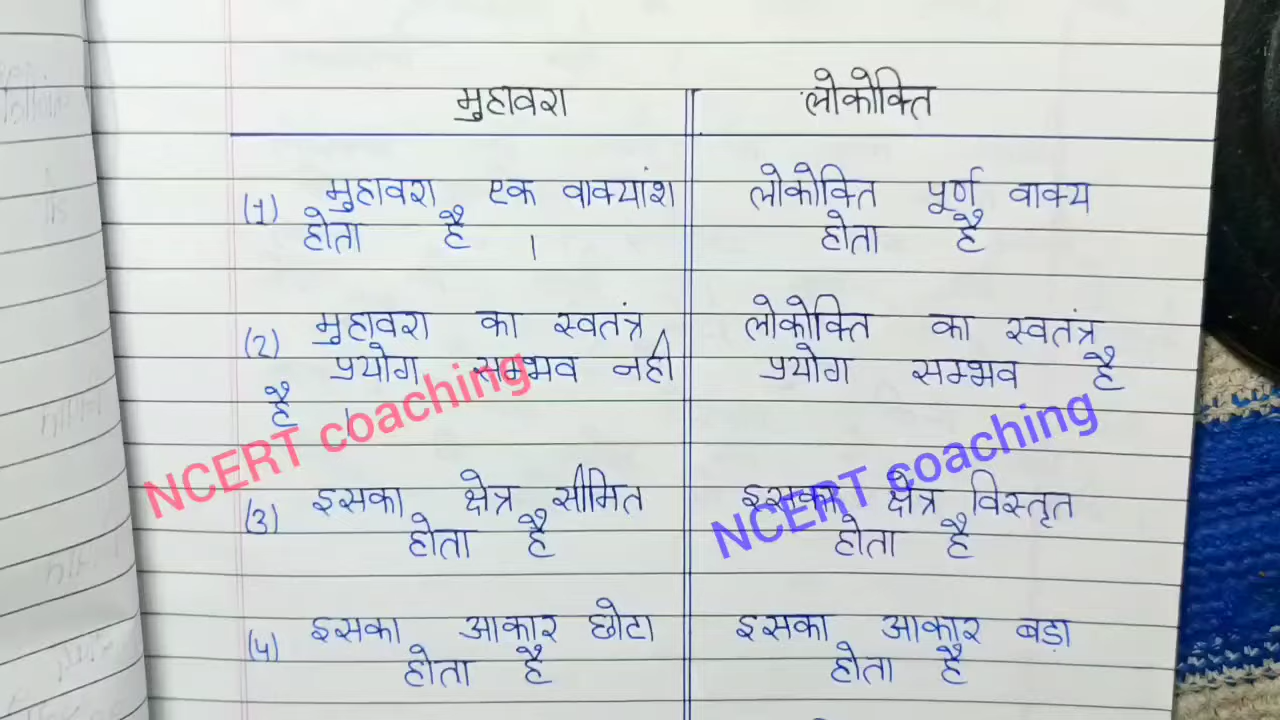 मुहावरा लोकोक्ति
(1) मुहावरा एक वाक्यांश
होता है ।
लोकोक्ति पूर्ण वाक्य
होता है
(2) मुहावरा का स्वतंत्र
प्रयोग सम्भव नही
है ।
लोकोक्ति का स्वतंत्र
प्रयोग सम्भव है
(3) इसका क्षेत्र सीमित
होता है
इसका क्षेत्र विस्तृत
होता है
(4) इसका आकार छोटा
होता है
इसका आकार बड़ा
होता है
NCERT coaching
NCERT coaching